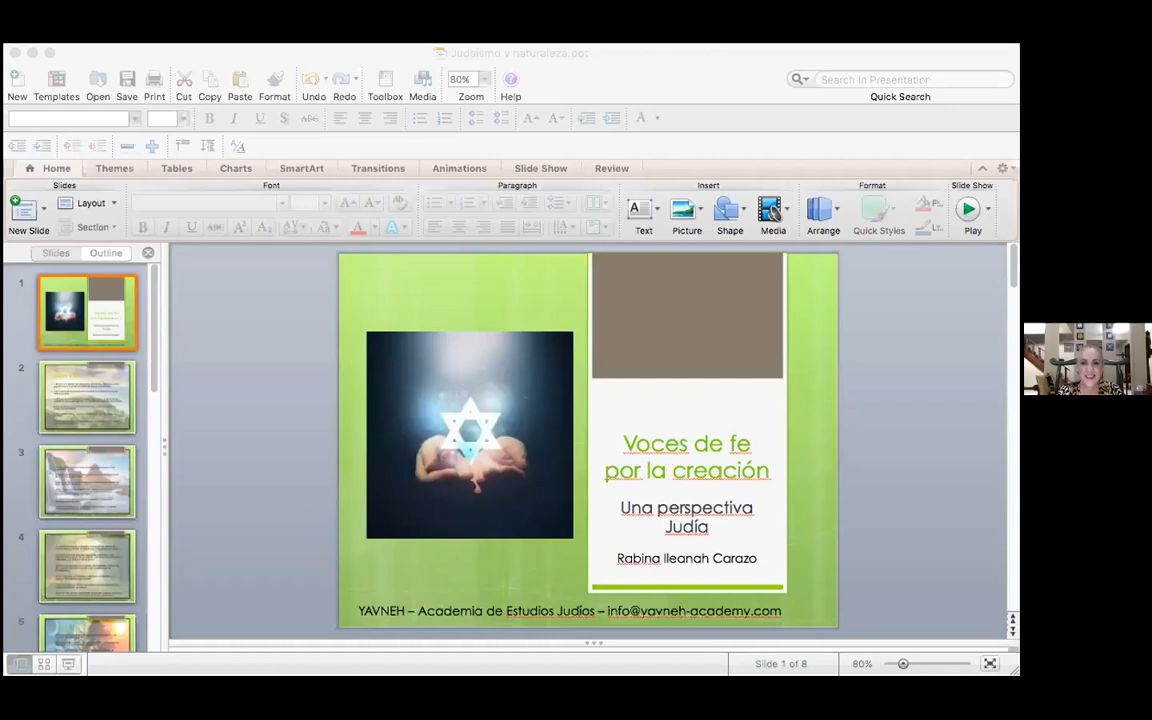 Judaismo y naturaleza.ppt
New Templates Open Save Print Cut Copy Paste Format Undo Redo Toolbox Media Zoom Help
80%
Search in Presentation
Quick Search
Home Themes Tables Charts SmartArt Transitions Animations Slide Show Review
Slides Font Paragraph Insert Format Slide Show
Layout
Section
New Slide
Text Picture Shape Media Arrange Quick Styles Play
Slides Outline
1
2
3
4
5
Voces de fe
por la creación
Una perspectiva
Judía
Rabina Ileanah Carazo
YAVNEH – Academia de Estudios Judíos – info@yavneh-academy.com
Slide 1 of 8
80%